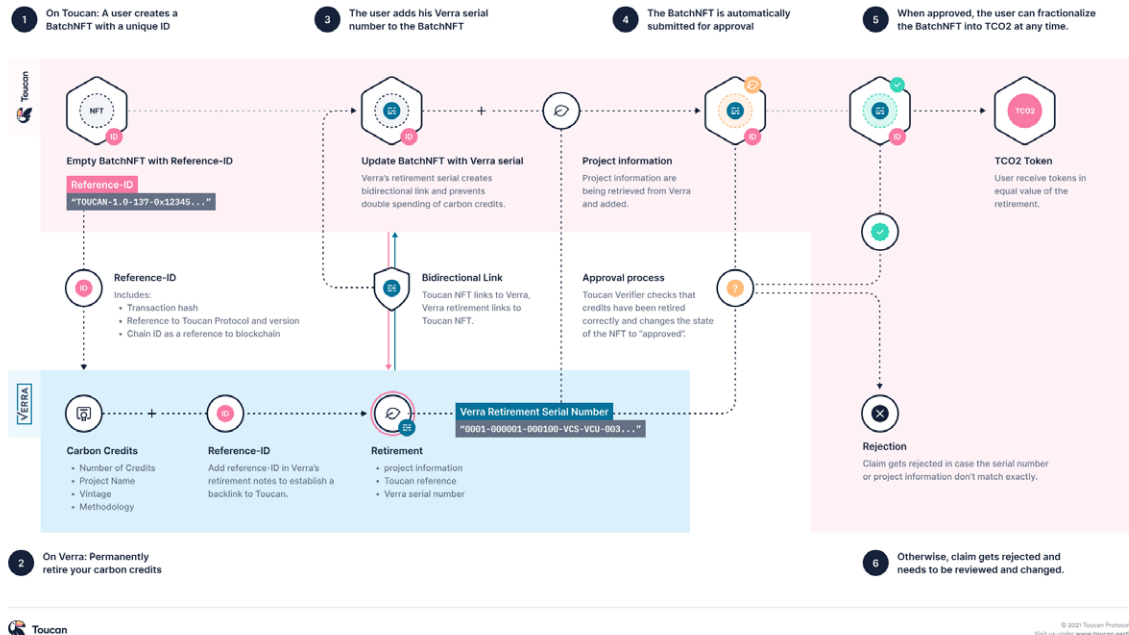 1
On Toucan: A user creates a
BatchNFT with a unique ID
3
The user adds his Verra serial
number to the BatchNFT
4
The BatchNFT is automatically
submitted for approval
5
When approved, the user can fractionalize
the BatchNFT into TCO2 at any time.
Toucan
NFT
ID
Empty BatchNFT with Reference-ID
Reference-ID
"TOUCAN-1.0-137-0x12345..."
ID
Update BatchNFT with Verra serial
Verra's retirement serial creates
bidirectional link and prevents
double spending of carbon credits.
+
Project information
Project information
are being retrieved from Verra
and added.
ID
ID
TCO2
TCO2 Token
User receive tokens in
equal value of the
retirement.
ID
Reference-ID
Includes:
• Transaction hash
• Reference to Toucan Protocol and version
• Chain ID as a reference to blockchain
Bidirectional Link
Toucan NFT links to Verra,
Verra retirement links to
Toucan NFT.
Approval process
Toucan Verifier checks that
credits have been retired
correctly and changes the state
of the NFT to "approved".
?
VERRA
+
Carbon Credits
• Number of Credits
• Project Name
• Vintage
• Methodology
ID
Reference-ID
Add reference-ID in Verra's
retirement notes to establish a
backlink to Toucan.
Retirement
• project information
• Toucan reference
• Verra serial number
Verra Retirement Serial Number
"0001-000001-000100-VCS-VCU-003..."
Rejection
Claim gets rejected in case the serial number
or project information don't match exactly.
2
On Verra: Permanently
retire your carbon credits
6
Otherwise, claim gets rejected and
needs to be reviewed and changed.
Toucan
© 2021 Toucan Protocol
Visit us under www.toucan.earth